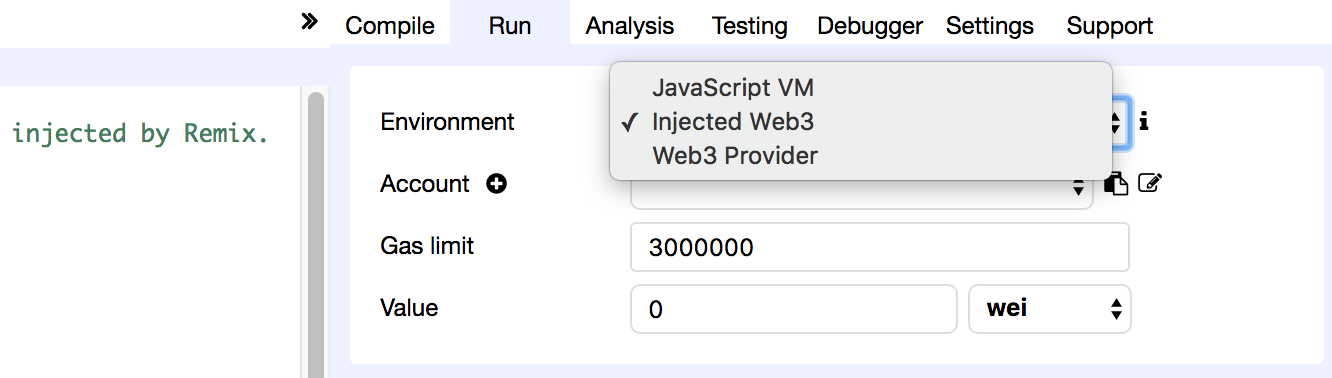 » Compile Run Analysis Testing Debugger Settings Support
JavaScript VM
Environment ✓ Injected Web3
injected by Remix.
Web3 Provider
Account
Gas limit 3000000
Value 0 wei